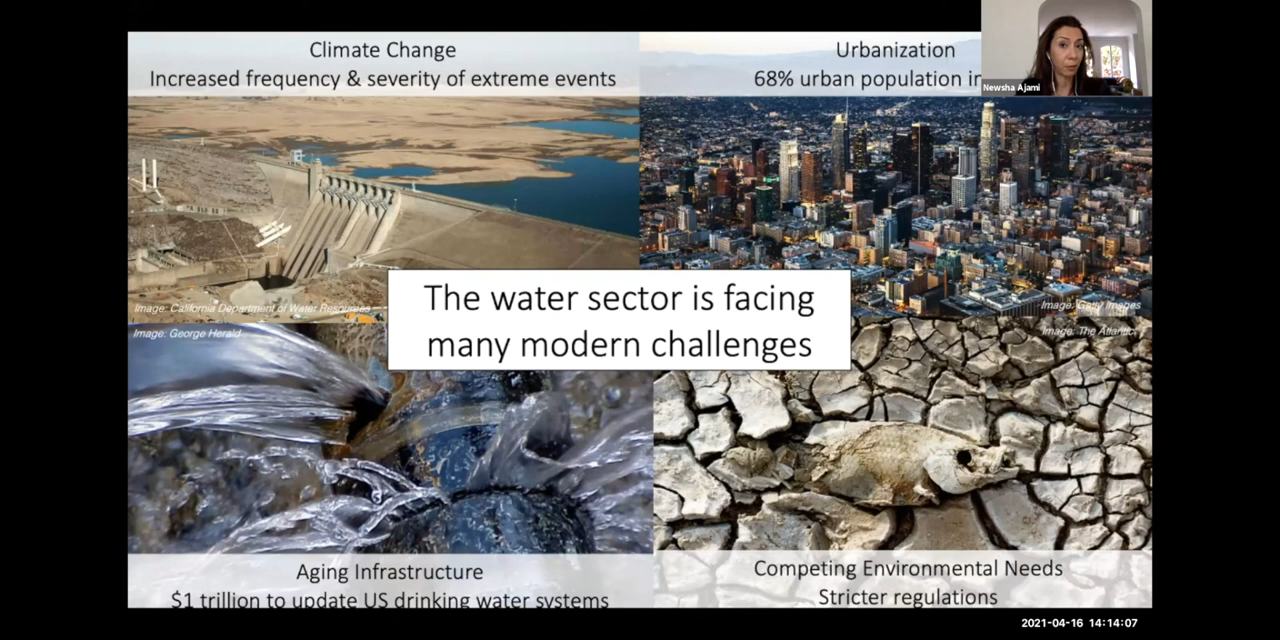 Climate Change
Increased frequency & severity of extreme events
Urbanization
68% urban population in
Newsha Ajami
Image: California Department of Water Resources
Image: Getty Images
Image: George Herald
Image: The Atlantic
The water sector is facing
many modern challenges
Aging Infrastructure
$1 trillion to update US drinking water systems
Competing Environmental Needs
Stricter regulations
2021-04-16 14:14:07